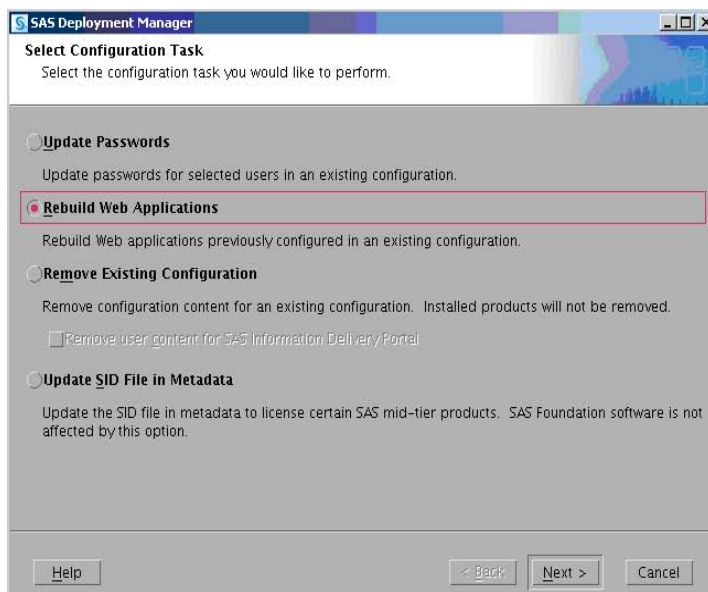 SAS Deployment Manager
Select Configuration Task
Select the configuration task you would like to perform.
Update Passwords
Update passwords for selected users in an existing configuration.
Rebuild Web Applications
Rebuild Web applications previously configured in an existing configuration.
Remove Existing Configuration
Remove configuration content for an existing configuration. Installed products will not be removed.
Remove user content for SAS Information Delivery Portal
Update SID File in Metadata
Update the SID file in metadata to license certain SAS mid-tier products. SAS Foundation software is not
affected by this option.
Help
< Back
Next >
Cancel